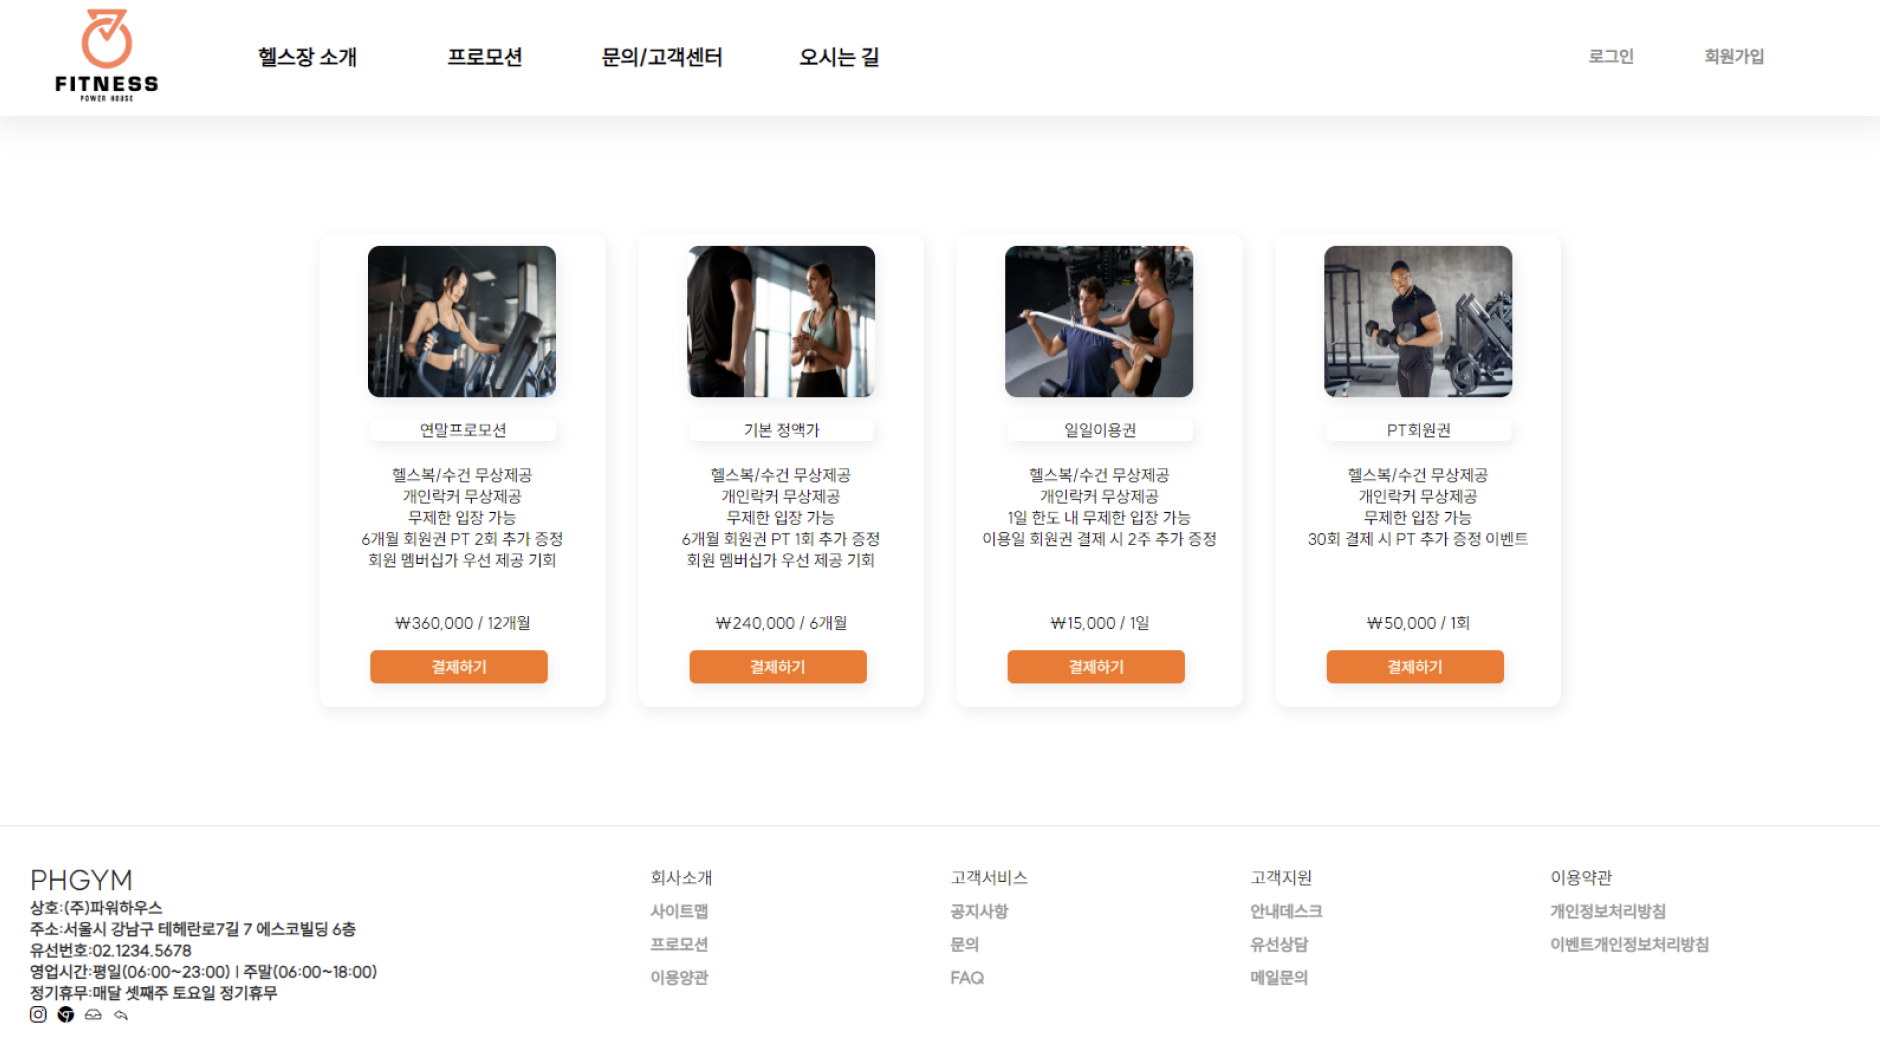 FITNESS
POWER HOUSE
헬스장 소개
프로모션
문의/고객센터
오시는 길
로그인
회원가입
연말프로모션
헬스복/수건 무상제공
개인락커 무상제공
무제한 입장 가능
6개월 회원권 PT 2회 추가 증정
회원 멤버십가 우선 제공 기회
₩360,000 / 12개월
결제하기
기본 정액가
헬스복/수건 무상제공
개인락커 무상제공
무제한 입장 가능
6개월 회원권 PT 1회 추가 증정
회원 멤버십가 우선 제공 기회
₩240,000 / 6개월
결제하기
일일이용권
헬스복/수건 무상제공
개인락커 무상제공
1일 한도 내 무제한 입장 가능
이용일 회원권 결제 시 2주 추가 증정
₩15,000 / 1일
결제하기
PT회원권
헬스복/수건 무상제공
개인락커 무상제공
무제한 입장 가능
30회 결제 시 PT 추가 증정 이벤트
₩50,000 / 1회
결제하기
PHGYM
상호:(주)파워하우스
주소:서울시 강남구 테헤란로7길 7 에스코빌딩 6층
유선번호:02.1234.5678
영업시간:평일(06:00~23:00) | 주말(06:00~18:00)
정기휴무:매달 셋째주 토요일 정기휴무
회사소개
사이트맵
프로모션
이용양관
고객서비스
공지사항
문의
FAQ
고객지원
안내데스크
유선상담
메일문의
이용약관
개인정보처리방침
이벤트개인정보처리방침